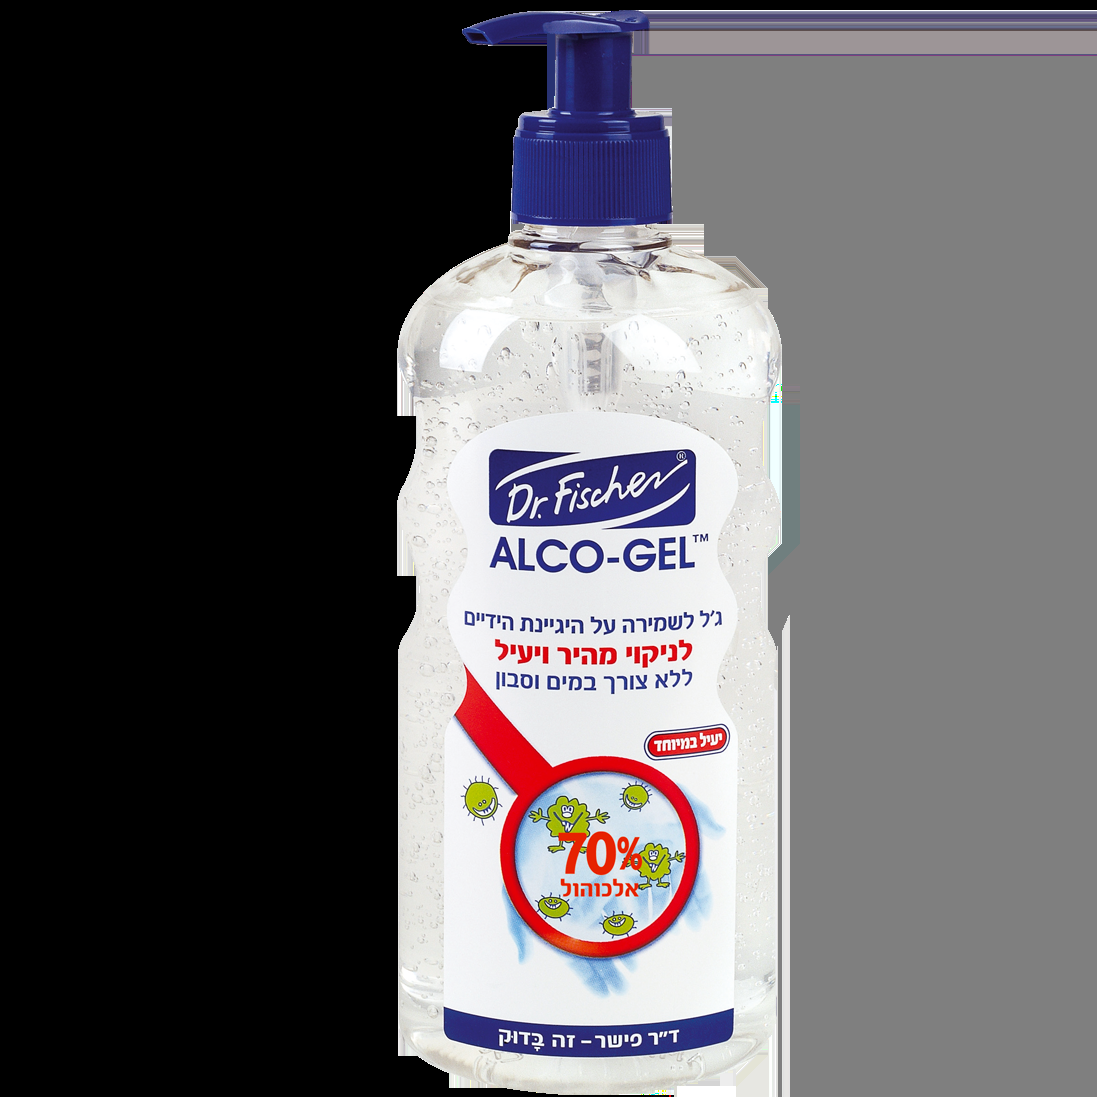 Dr. Fischer®
ALCO-GEL™
ג'ל לשמירה על היגיינת הידיים
לניקוי מהיר ויעיל
ללא צורך במים וסבון
יעיל במיוחד
70%
אלכוהול
ד"ר פישר – זה בָּדוּק